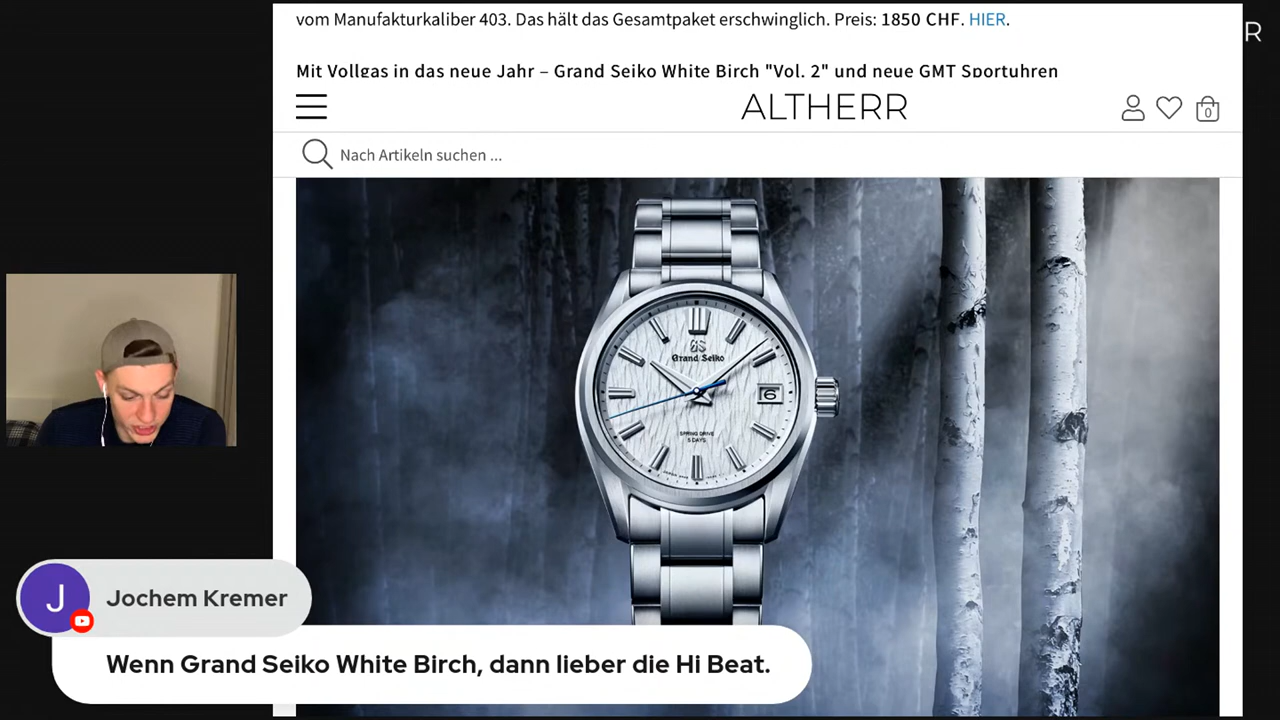 vom Manufakturkaliber 403. Das hält das Gesamtpaket erschwinglich. Preis: 1850 CHF. HIER.
R
Mit Vollgas in das neue Jahr – Grand Seiko White Birch "Vol. 2" und neue GMT Sportuhren
ALTHERR
0
Nach Artikeln suchen ...
GS
Grand Seiko
6
SPRING DRIVE
5 DAYS
J
Jochem Kremer
Wenn Grand Seiko White Birch, dann lieber die Hi Beat.